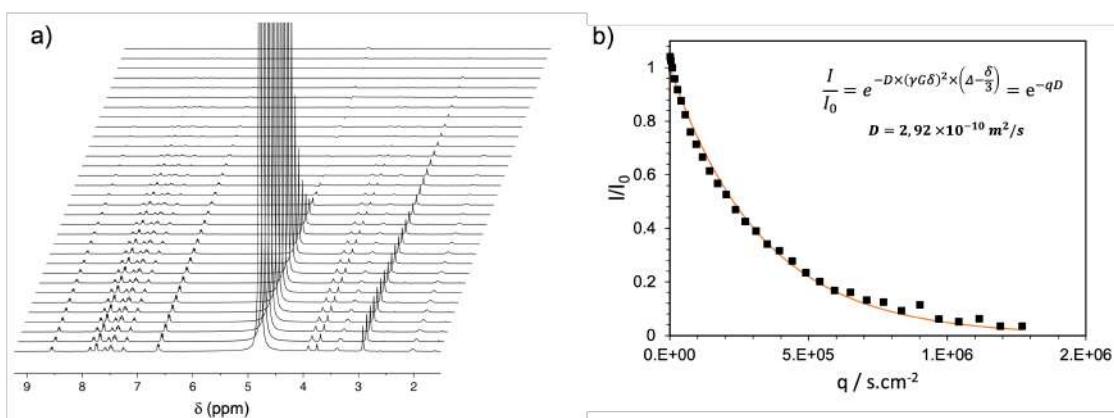 a)
9 8 7 6 5 4 3 2
δ (ppm)
b)
I/I₀ = e^{-D×(γGδ)²×(Δ-δ/3)} = e^{-qD}
D = 2,92 ×10⁻¹⁰ m²/s
1
0.8
0.6
0.4
0.2
0
I/I₀
0.E+00 5.E+05 1.E+06 2.E+06
q / s.cm⁻²